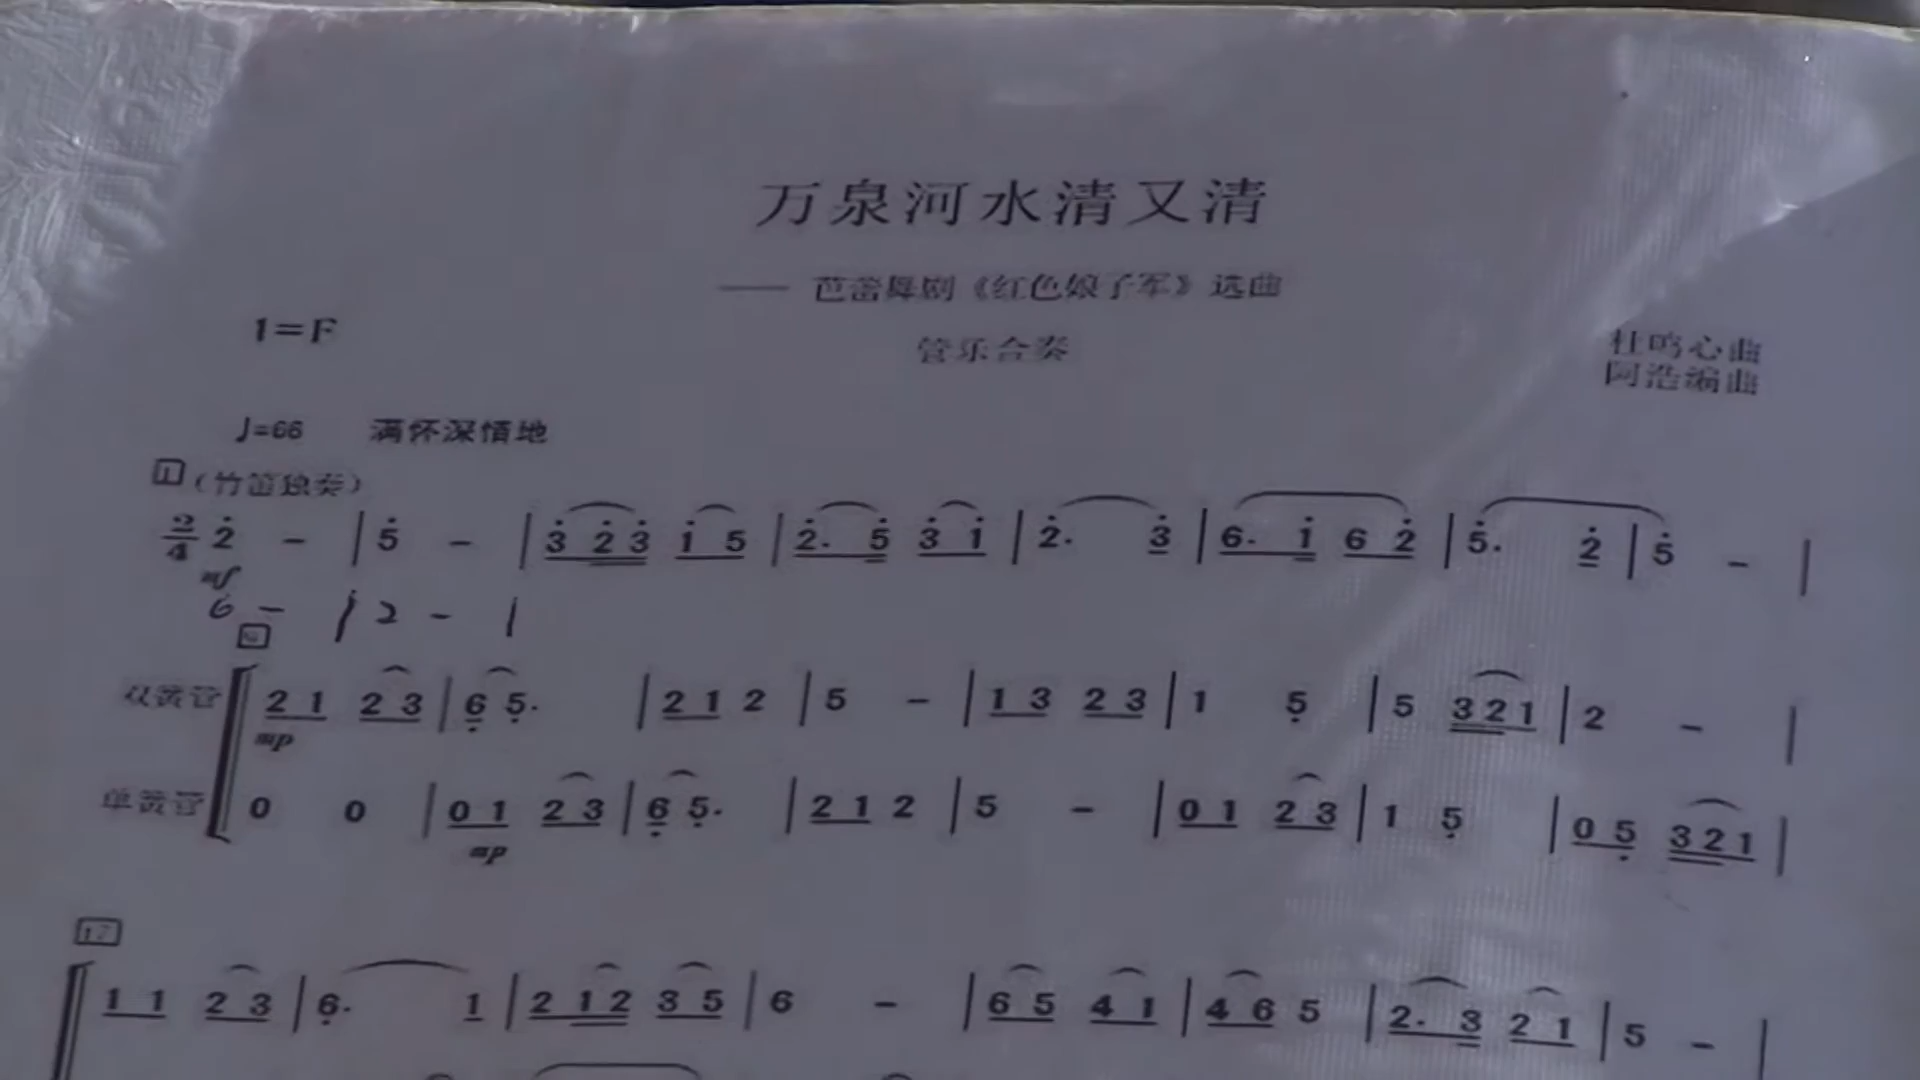 万泉河水清又清
—— 芭蕾舞剧《红色娘子军》选曲
1=F
管乐合奏
杜鸣心曲
阿浩编曲
♩=66 满怀深情地
1 (竹笛独奏)
2/4 2̇ - | 5̇ - | 3̇ 2̇ 3̇ 1̇ 5 | 2̇. 5̇ 3̇ 1̇ | 2̇. 3̇ | 6. 1̇ 6 2̇ | 5̇. 2̇ | 5̇ - |
mf
6 - | 2 - |
双簧管 2 1 2 3 | 6̣ 5̣. | 2 1 2 | 5 - | 1 3 2 3 | 1 5̣ | 5 3 2 1 | 2 - |
mp
单簧管 0 0 | 0 1 2 3 | 6̣ 5̣. | 2 1 2 | 5 - | 0 1 2 3 | 1 5̣ | 0 5̣ 3 2 1 |
mp
17
1 1 2 3 | 6̣. 1 | 2 1 2 3 5 | 6 - | 6 5 4 1 | 4 6 5 | 2. 3 2 1 | 5 - |